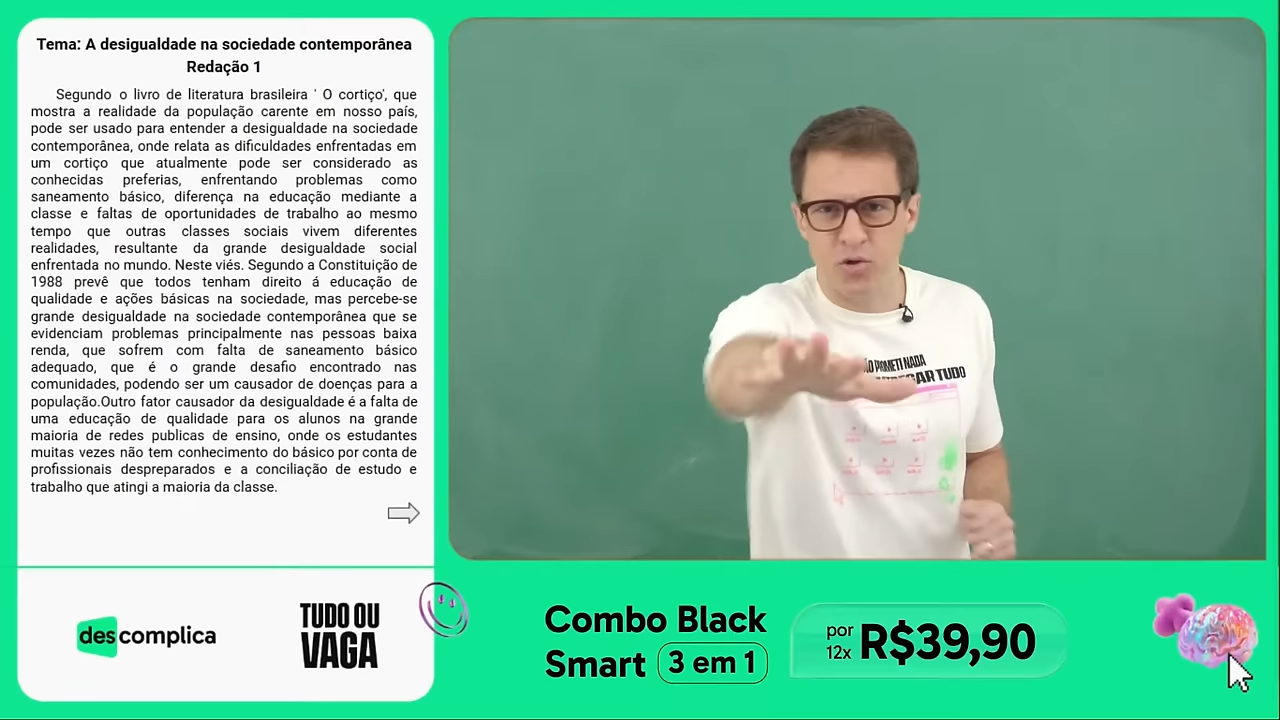 Tema: A desigualdade na sociedade contemporânea
Redação 1
Segundo o livro de literatura brasileira ' O cortiço', que
mostra a realidade da população carente em nosso país,
pode ser usado para entender a desigualdade na sociedade
contemporânea, onde relata as dificuldades enfrentadas em
um cortiço que atualmente pode ser considerado as
conhecidas preferias, enfrentando problemas como
saneamento básico, diferença na educação mediante a
classe e faltas de oportunidades de trabalho ao mesmo
tempo que outras classes sociais vivem diferentes
realidades, resultante da grande desigualdade social
enfrentada no mundo. Neste viés. Segundo a Constituição de
1988 prevê que todos tenham direito á educação de
qualidade e ações básicas na sociedade, mas percebe-se
grande desigualdade na sociedade contemporânea que se
evidenciam problemas principalmente nas pessoas baixa
renda, que sofrem com falta de saneamento básico
adequado, que é o grande desafio encontrado nas
comunidades, podendo ser um causador de doenças para a
população.Outro fator causador da desigualdade é a falta de
uma educação de qualidade para os alunos na grande
maioria de redes publicas de ensino, onde os estudantes
muitas vezes não tem conhecimento do básico por conta de
profissionais despreparados e a conciliação de estudo e
trabalho que atingi a maioria da classe.
PROMETI NADA
TUDO
descomplica
TUDO OU
VAGA
Combo Black
Smart 3 em 1
por
12x R$39,90